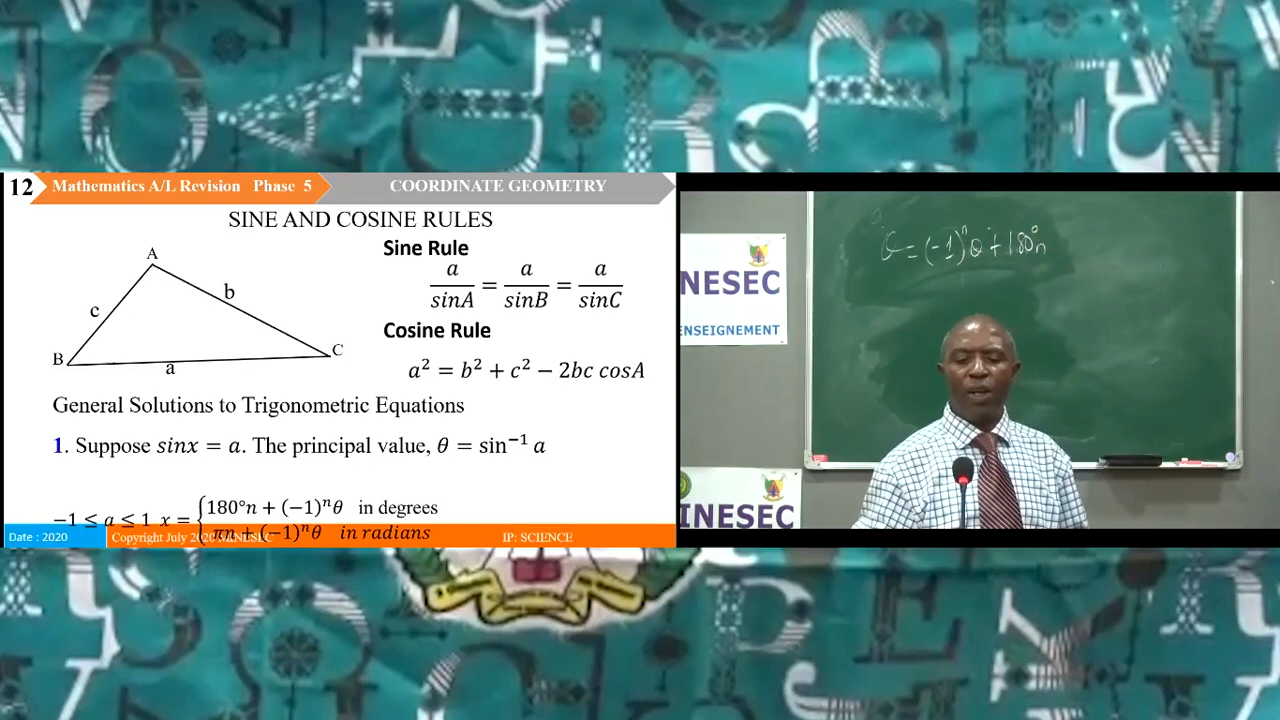 12 Mathematics A/L Revision Phase 5 COORDINATE GEOMETRY
SINE AND COSINE RULES
Sine Rule
a/sinA = a/sinB = a/sinC
Cosine Rule
a² = b² + c² − 2bc cosA
A
b
c
B
C
a
General Solutions to Trigonometric Equations
1. Suppose sinx = a. The principal value, θ = sin⁻¹ a
−1 ≤ a ≤ 1 x = { 180°n + (−1)ⁿθ in degrees
πn + (−1)ⁿθ in radians
Date : 2020 Copyright July 2020 IP: SCIENCE
= (-1)ⁿθ + 180°n
NESEC
ENSEIGNEMENT
INESEC